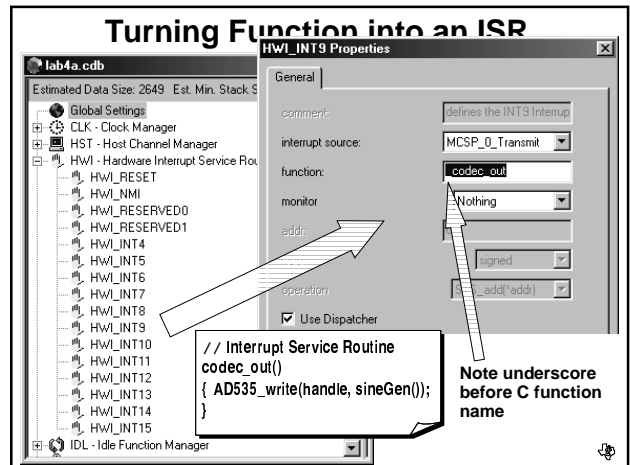 Turning Function into an ISR
lab4a.cdb
Estimated Data Size: 2649 Est. Min. Stack S
Global Settings
CLK - Clock Manager
HST - Host Channel Manager
HWI - Hardware Interrupt Service Rou
HWI_RESET
HWI_NMI
HWI_RESERVED0
HWI_RESERVED1
HWI_INT4
HWI_INT5
HWI_INT6
HWI_INT7
HWI_INT8
HWI_INT9
HWI_INT10
HWI_INT11
HWI_INT12
HWI_INT13
HWI_INT14
HWI_INT15
IDL - Idle Function Manager
HWI_INT9 Properties
General
comment: defines the INT9 Interrup
interrupt source: MCSP_0_Transmit
function: _codec_out
monitor Nothing
addr:
signed
operation _add(*addr)
Use Dispatcher
// Interrupt Service Routine
codec_out()
{ AD535_write(handle, sineGen());
}
Note underscore
before C function
name